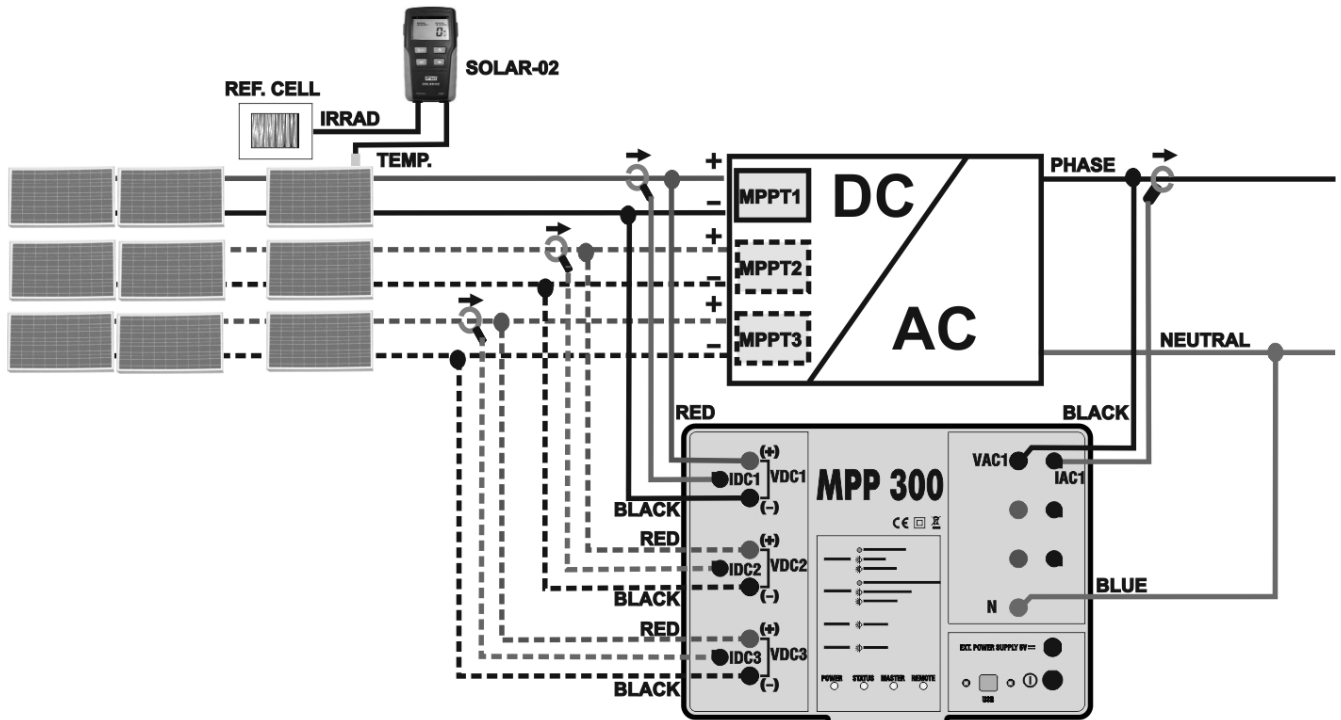 SOLAR-02
REF. CELL
IRRAD
TEMP.
+
PHASE
MPPT1
DC
–
+
MPPT2
–
+
AC
MPPT3
–
NEUTRAL
RED
BLACK
(+)
VAC1
IDC1
VDC1
MPP 300
IAC1
BLACK
(-)
CE
RED
(+)
IDC2
VDC2
BLACK
(-)
BLUE
N
RED
(+)
IDC3
VDC3
EXT. POWER SUPPLY 5V
BLACK
(-)
POWER STATUS MASTER REMOTE
USB